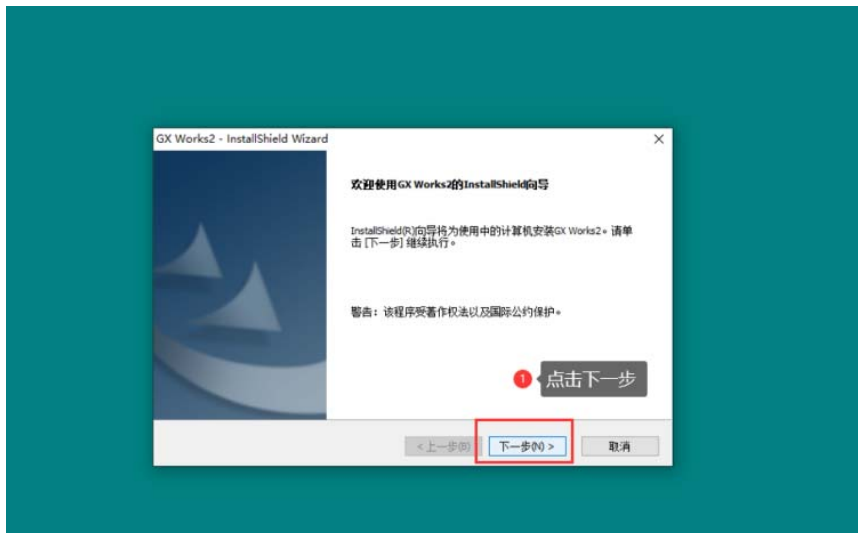 GX Works2 - InstallShield Wizard
欢迎使用GX Works2的InstallShield向导
InstallShield(R)向导将为使用中的计算机安装GX Works2。请单
击 [下一步] 继续执行。
警告：该程序受著作权法以及国际公约保护。
1 点击下一步
<上一步(B) 下一步(N) > 取消